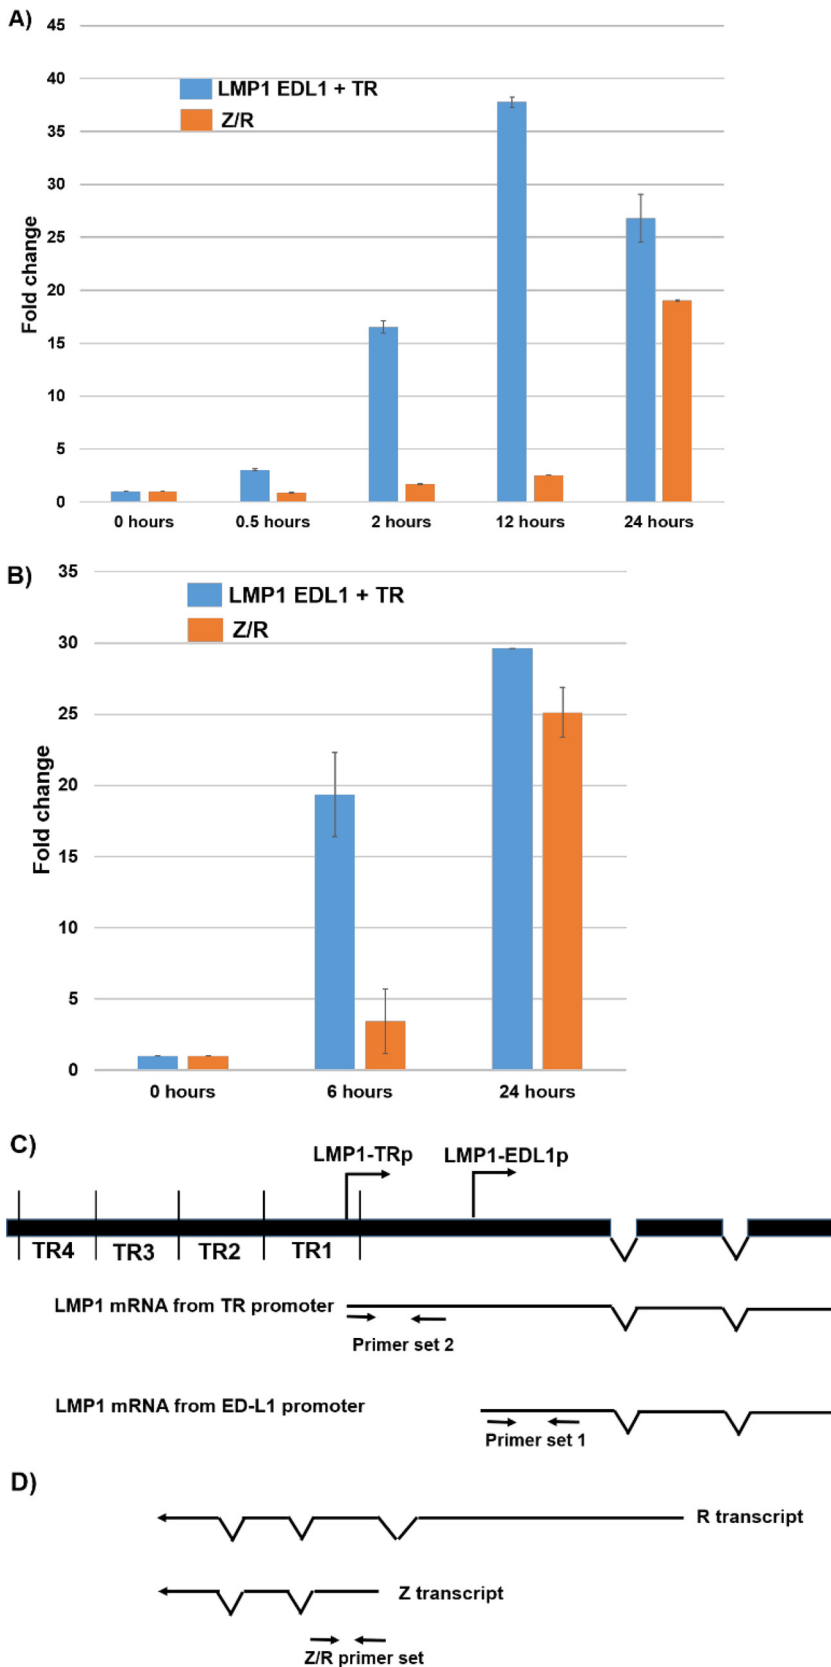 A)
45
40
35
30
25
20
15
10
5
0
Fold change
LMP1 EDL1 + TR
Z/R
0 hours 0.5 hours 2 hours 12 hours 24 hours
B)
35
30
25
20
15
10
5
0
Fold change
LMP1 EDL1 + TR
Z/R
0 hours 6 hours 24 hours
C)
LMP1-TRp LMP1-EDL1p
TR4 TR3 TR2 TR1
LMP1 mRNA from TR promoter
Primer set 2
LMP1 mRNA from ED-L1 promoter
Primer set 1
D)
R transcript
Z transcript
Z/R primer set